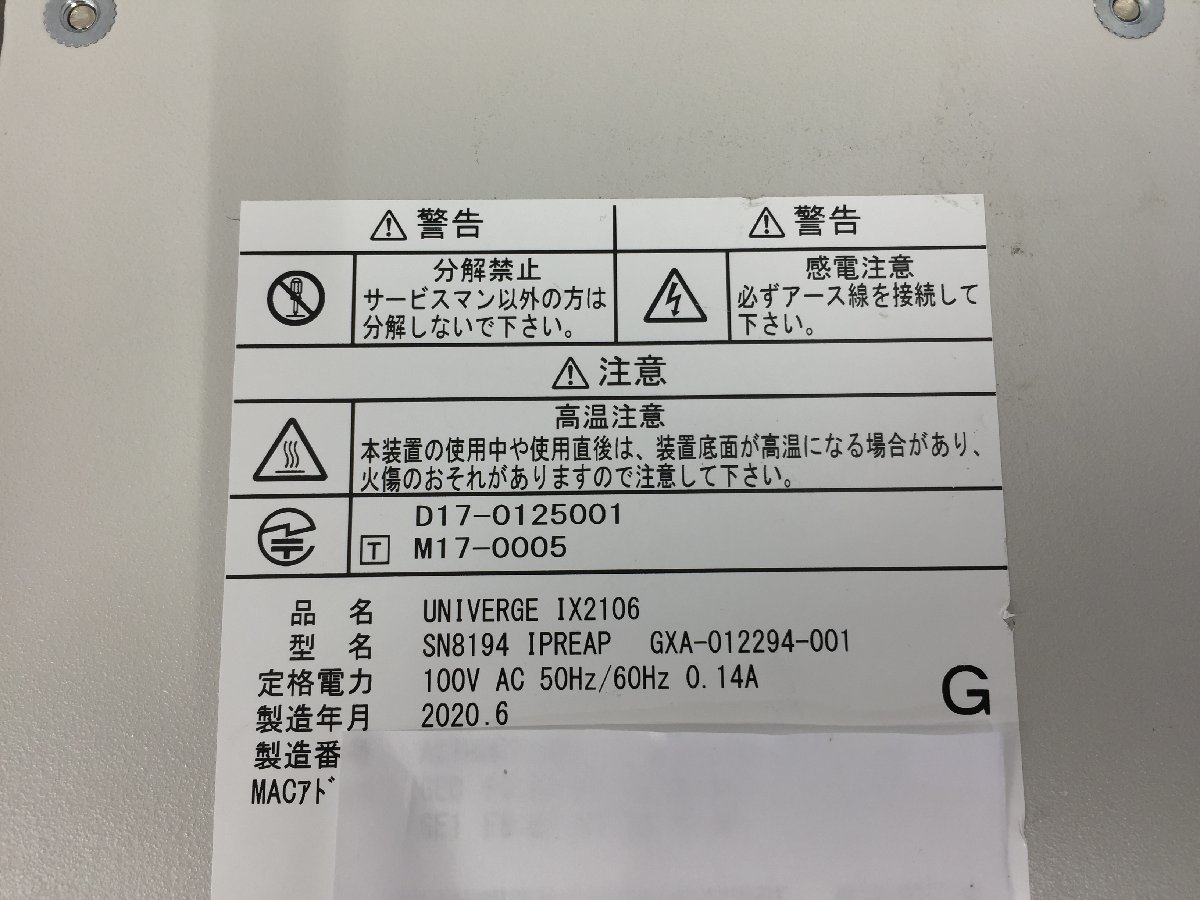 警告
分解禁止
サービスマン以外の方は
分解しないで下さい。
警告
感電注意
必ずアース線を接続して
下さい。
注意
高温注意
本装置の使用中や使用直後は、装置底面が高温になる場合があり、
火傷のおそれがありますので注意して下さい。
D17-0125001
T M17-0005
品 名 UNIVERGE IX2106
型 名 SN8194 IPREAP GXA-012294-001
定格電力 100V AC 50Hz/60Hz 0.14A
製造年月 2020.6
G
製造番
MACｱﾄﾞ